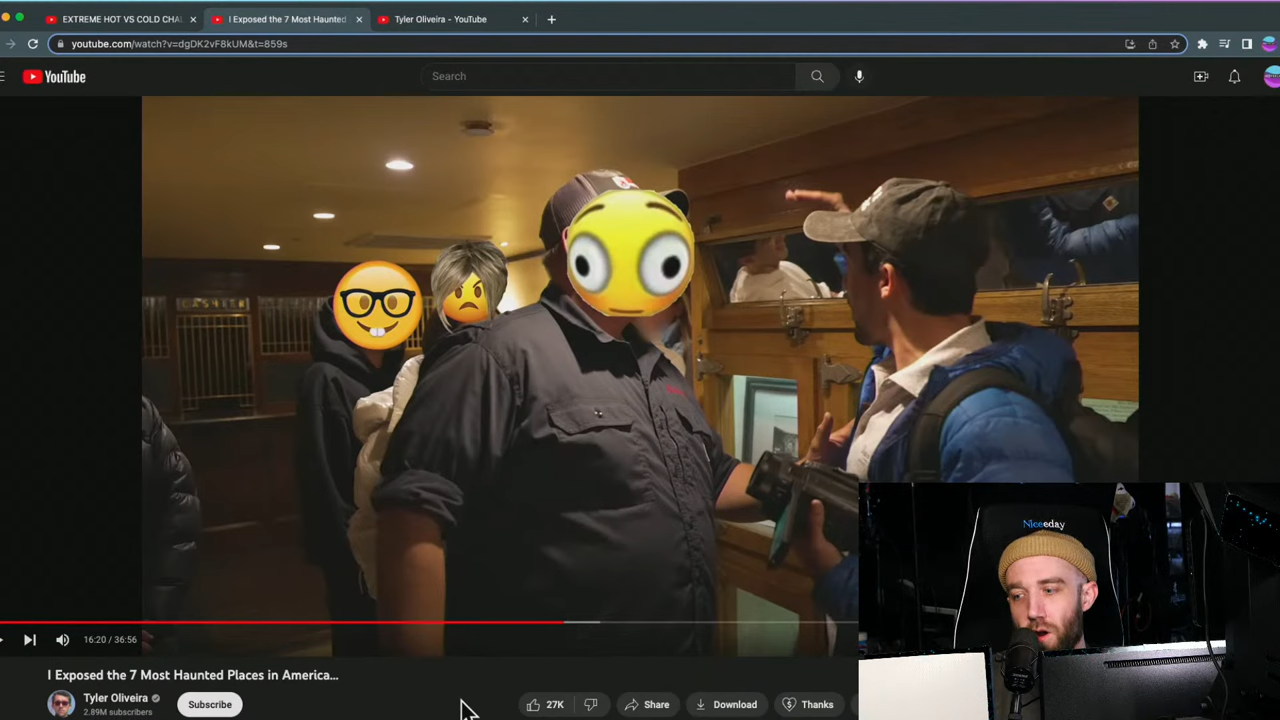 EXTREME HOT VS COLD CHAL
I Exposed the 7 Most Haunted
Tyler Oliveira - YouTube
youtube.com/watch?v=dgDK2vF8kUM&t=859s
YouTube
Search
CASHIER
Niceeday
16:20 / 36:56
I Exposed the 7 Most Haunted Places in America...
Tyler Oliveira
2.89M subscribers
Subscribe
27K
Share
Download
Thanks